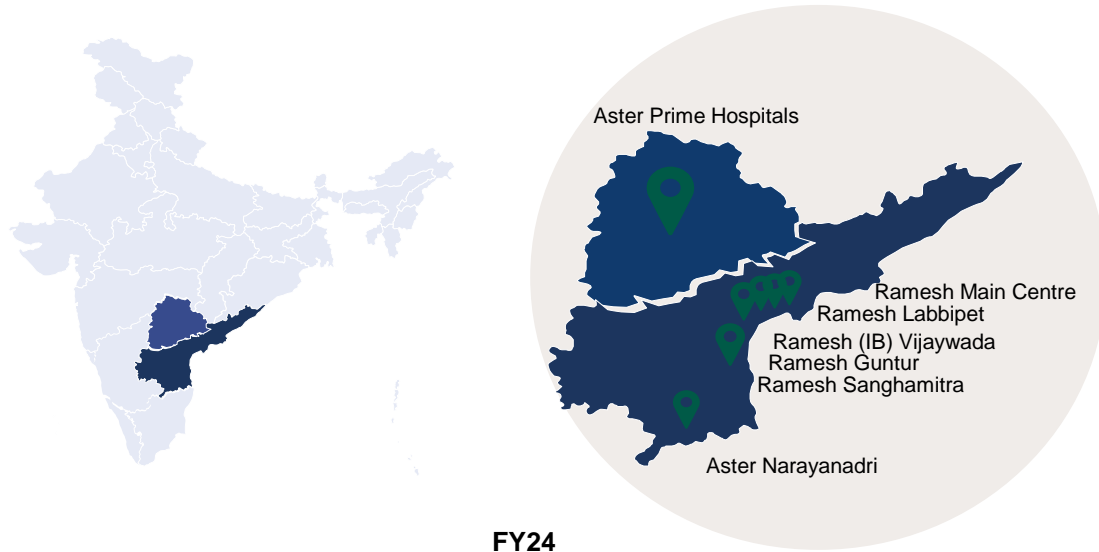 Aster Prime Hospitals
Ramesh Main Centre
Ramesh Labbipet
Ramesh (IB) Vijaywada
Ramesh Guntur
Ramesh Sanghamitra
Aster Narayanadri
FY24